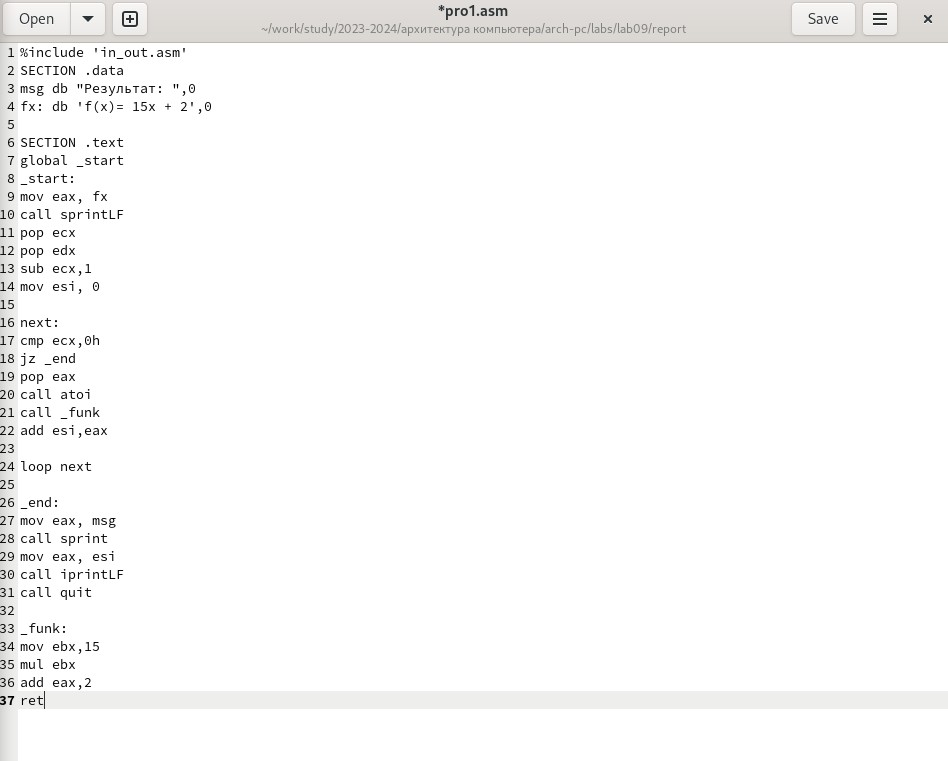 Open
*pro1.asm
~/work/study/2023-2024/архитектура компьютера/arch-pc/labs/lab09/report
Save
1 %include 'in_out.asm'
2 SECTION .data
3 msg db "Результат: ",0
4 fx: db 'f(x)= 15x + 2',0
5
6 SECTION .text
7 global _start
8 _start:
9 mov eax, fx
10 call sprintLF
11 pop ecx
12 pop edx
13 sub ecx,1
14 mov esi, 0
15
16 next:
17 cmp ecx,0h
18 jz _end
19 pop eax
20 call atoi
21 call _funk
22 add esi,eax
23
24 loop next
25
26 _end:
27 mov eax, msg
28 call sprint
29 mov eax, esi
30 call iprintLF
31 call quit
32
33 _funk:
34 mov ebx,15
35 mul ebx
36 add eax,2
37 ret